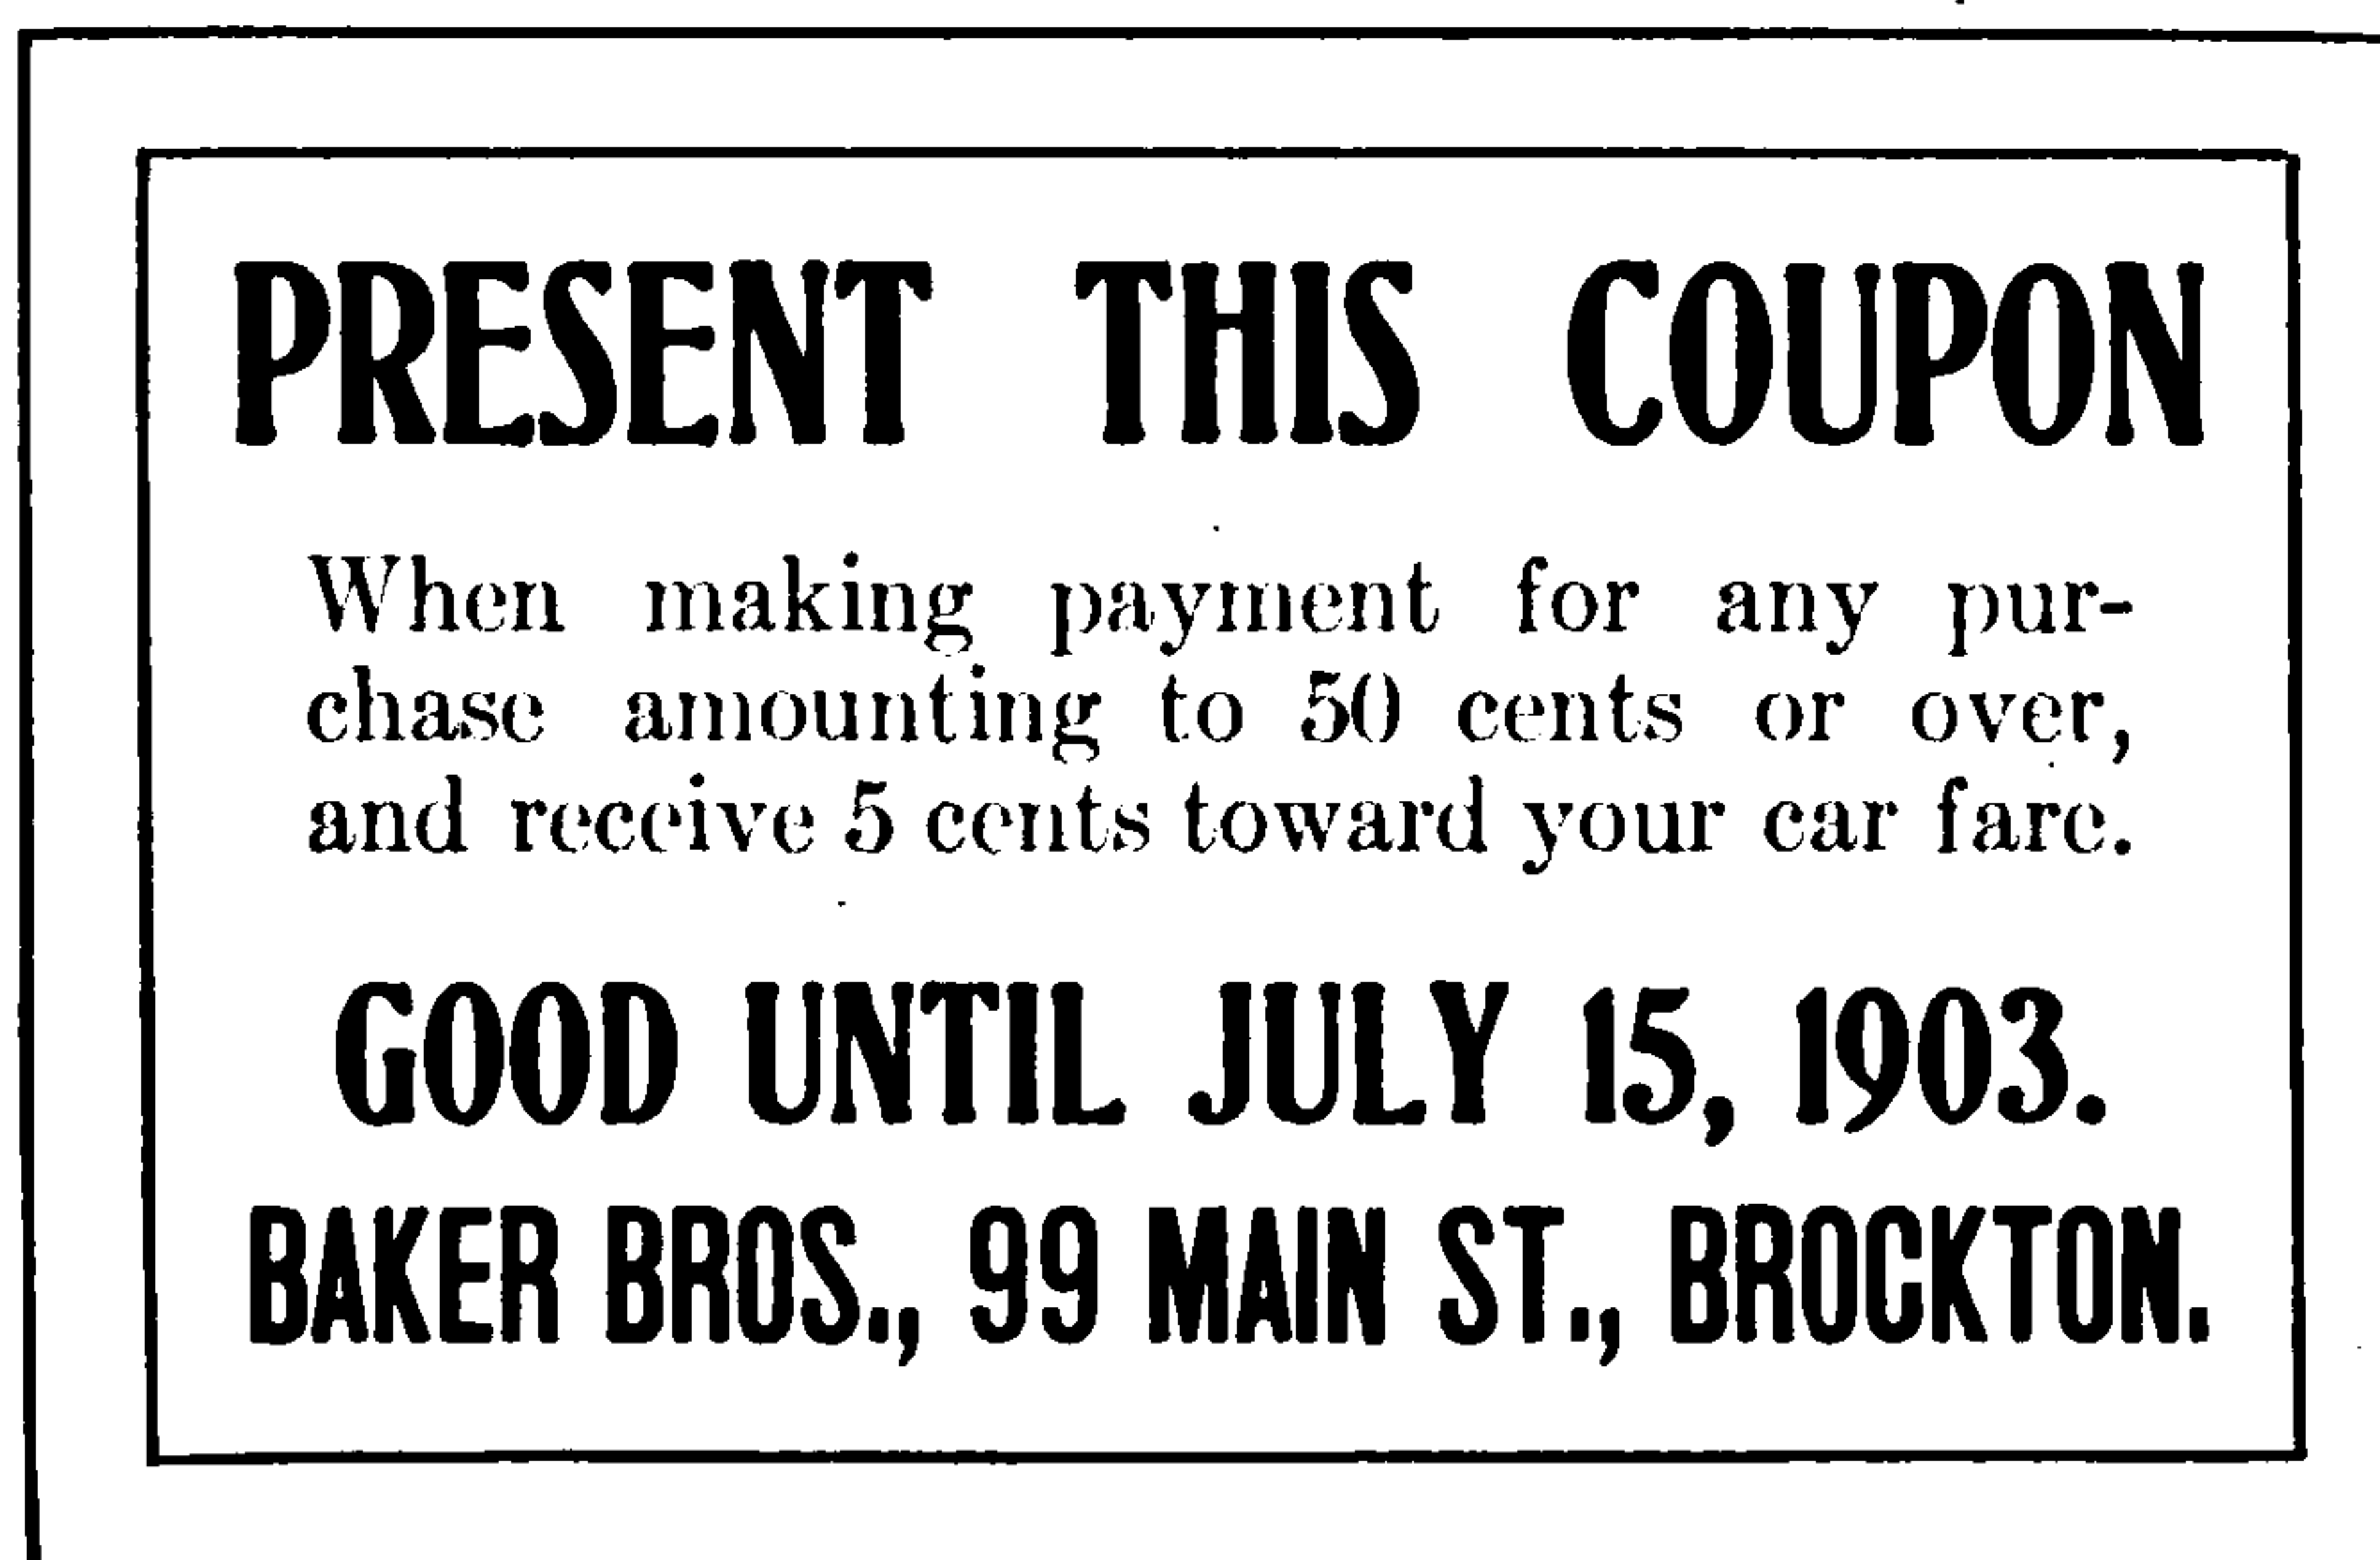 PRESENT THIS COUPON
When making payment for any pur-
chase amounting to 50 cents or over,
and receive 5 cents toward your car fare.
GOOD UNTIL JULY 15, 1903.
BAKER BROS., 99 MAIN ST., BROCKTON.